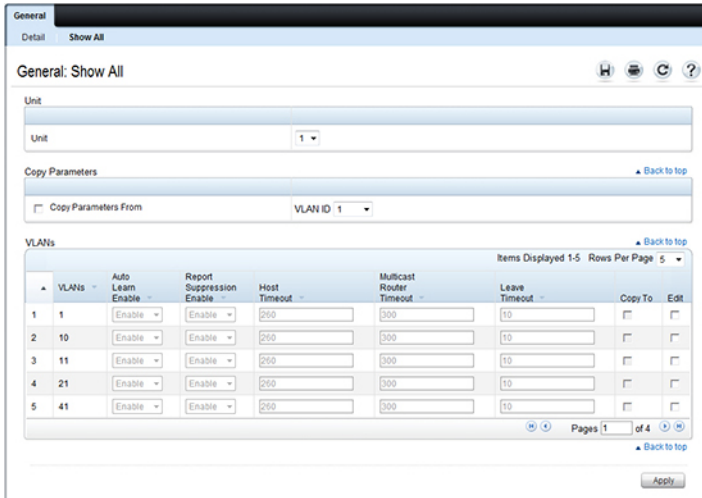 General
Detail Show All
General: Show All
Unit
Unit 1
Copy Parameters ▲ Back to top
Copy Parameters From VLAN ID 1
VLANs ▲ Back to top
Items Displayed 1-5 Rows Per Page 5
VLANs Auto Learn Enable Report Suppression Enable Host Timeout Multicast Router Timeout Leave Timeout Copy To Edit
1 1 Enable Enable 260 300 10
2 10 Enable Enable 260 300 10
3 11 Enable Enable 260 300 10
4 21 Enable Enable 260 300 10
5 41 Enable Enable 260 300 10
Pages 1 of 4
▲ Back to top
Apply